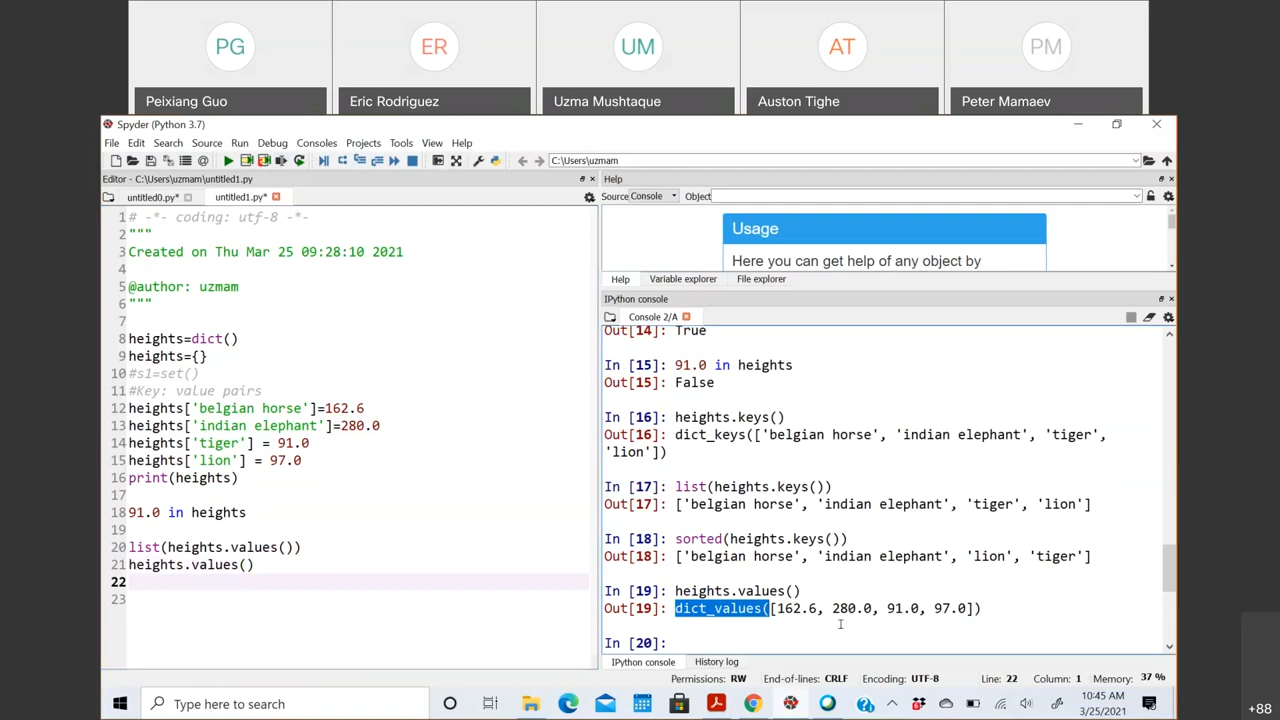 PG
ER
UM
AT
PM
Peixiang Guo
Eric Rodriguez
Uzma Mushtaque
Auston Tighe
Peter Mamaev
Spyder (Python 3.7)
File Edit Search Source Run Debug Consoles Projects Tools View Help
C:\Users\uzmam
Editor - C:\Users\uzmam\untitled1.py
untitled0.py*
untitled1.py*
1 # -*- coding: utf-8 -*-
2 """
3 Created on Thu Mar 25 09:28:10 2021
4
5 @author: uzmam
6 """
7
8 heights=dict()
9 heights={}
10 #s1=set()
11 #Key: value pairs
12 heights['belgian horse']=162.6
13 heights['indian elephant']=280.0
14 heights['tiger'] = 91.0
15 heights['lion'] = 97.0
16 print(heights)
17
18 91.0 in heights
19
20 list(heights.values())
21 heights.values()
22
23
Help
Source Console Object
Usage
Here you can get help of any object by
Help Variable explorer File explorer
IPython console
Console 2/A
Out[14]: True
In [15]: 91.0 in heights
Out[15]: False
In [16]: heights.keys()
Out[16]: dict_keys(['belgian horse', 'indian elephant', 'tiger',
'lion'])
In [17]: list(heights.keys())
Out[17]: ['belgian horse', 'indian elephant', 'tiger', 'lion']
In [18]: sorted(heights.keys())
Out[18]: ['belgian horse', 'indian elephant', 'lion', 'tiger']
In [19]: heights.values()
Out[19]: dict_values([162.6, 280.0, 91.0, 97.0])
In [20]:
IPython console History log
Permissions: RW End-of-lines: CRLF Encoding: UTF-8 Line: 22 Column: 1 Memory: 37 %
Type here to search
10:45 AM
3/25/2021
+88